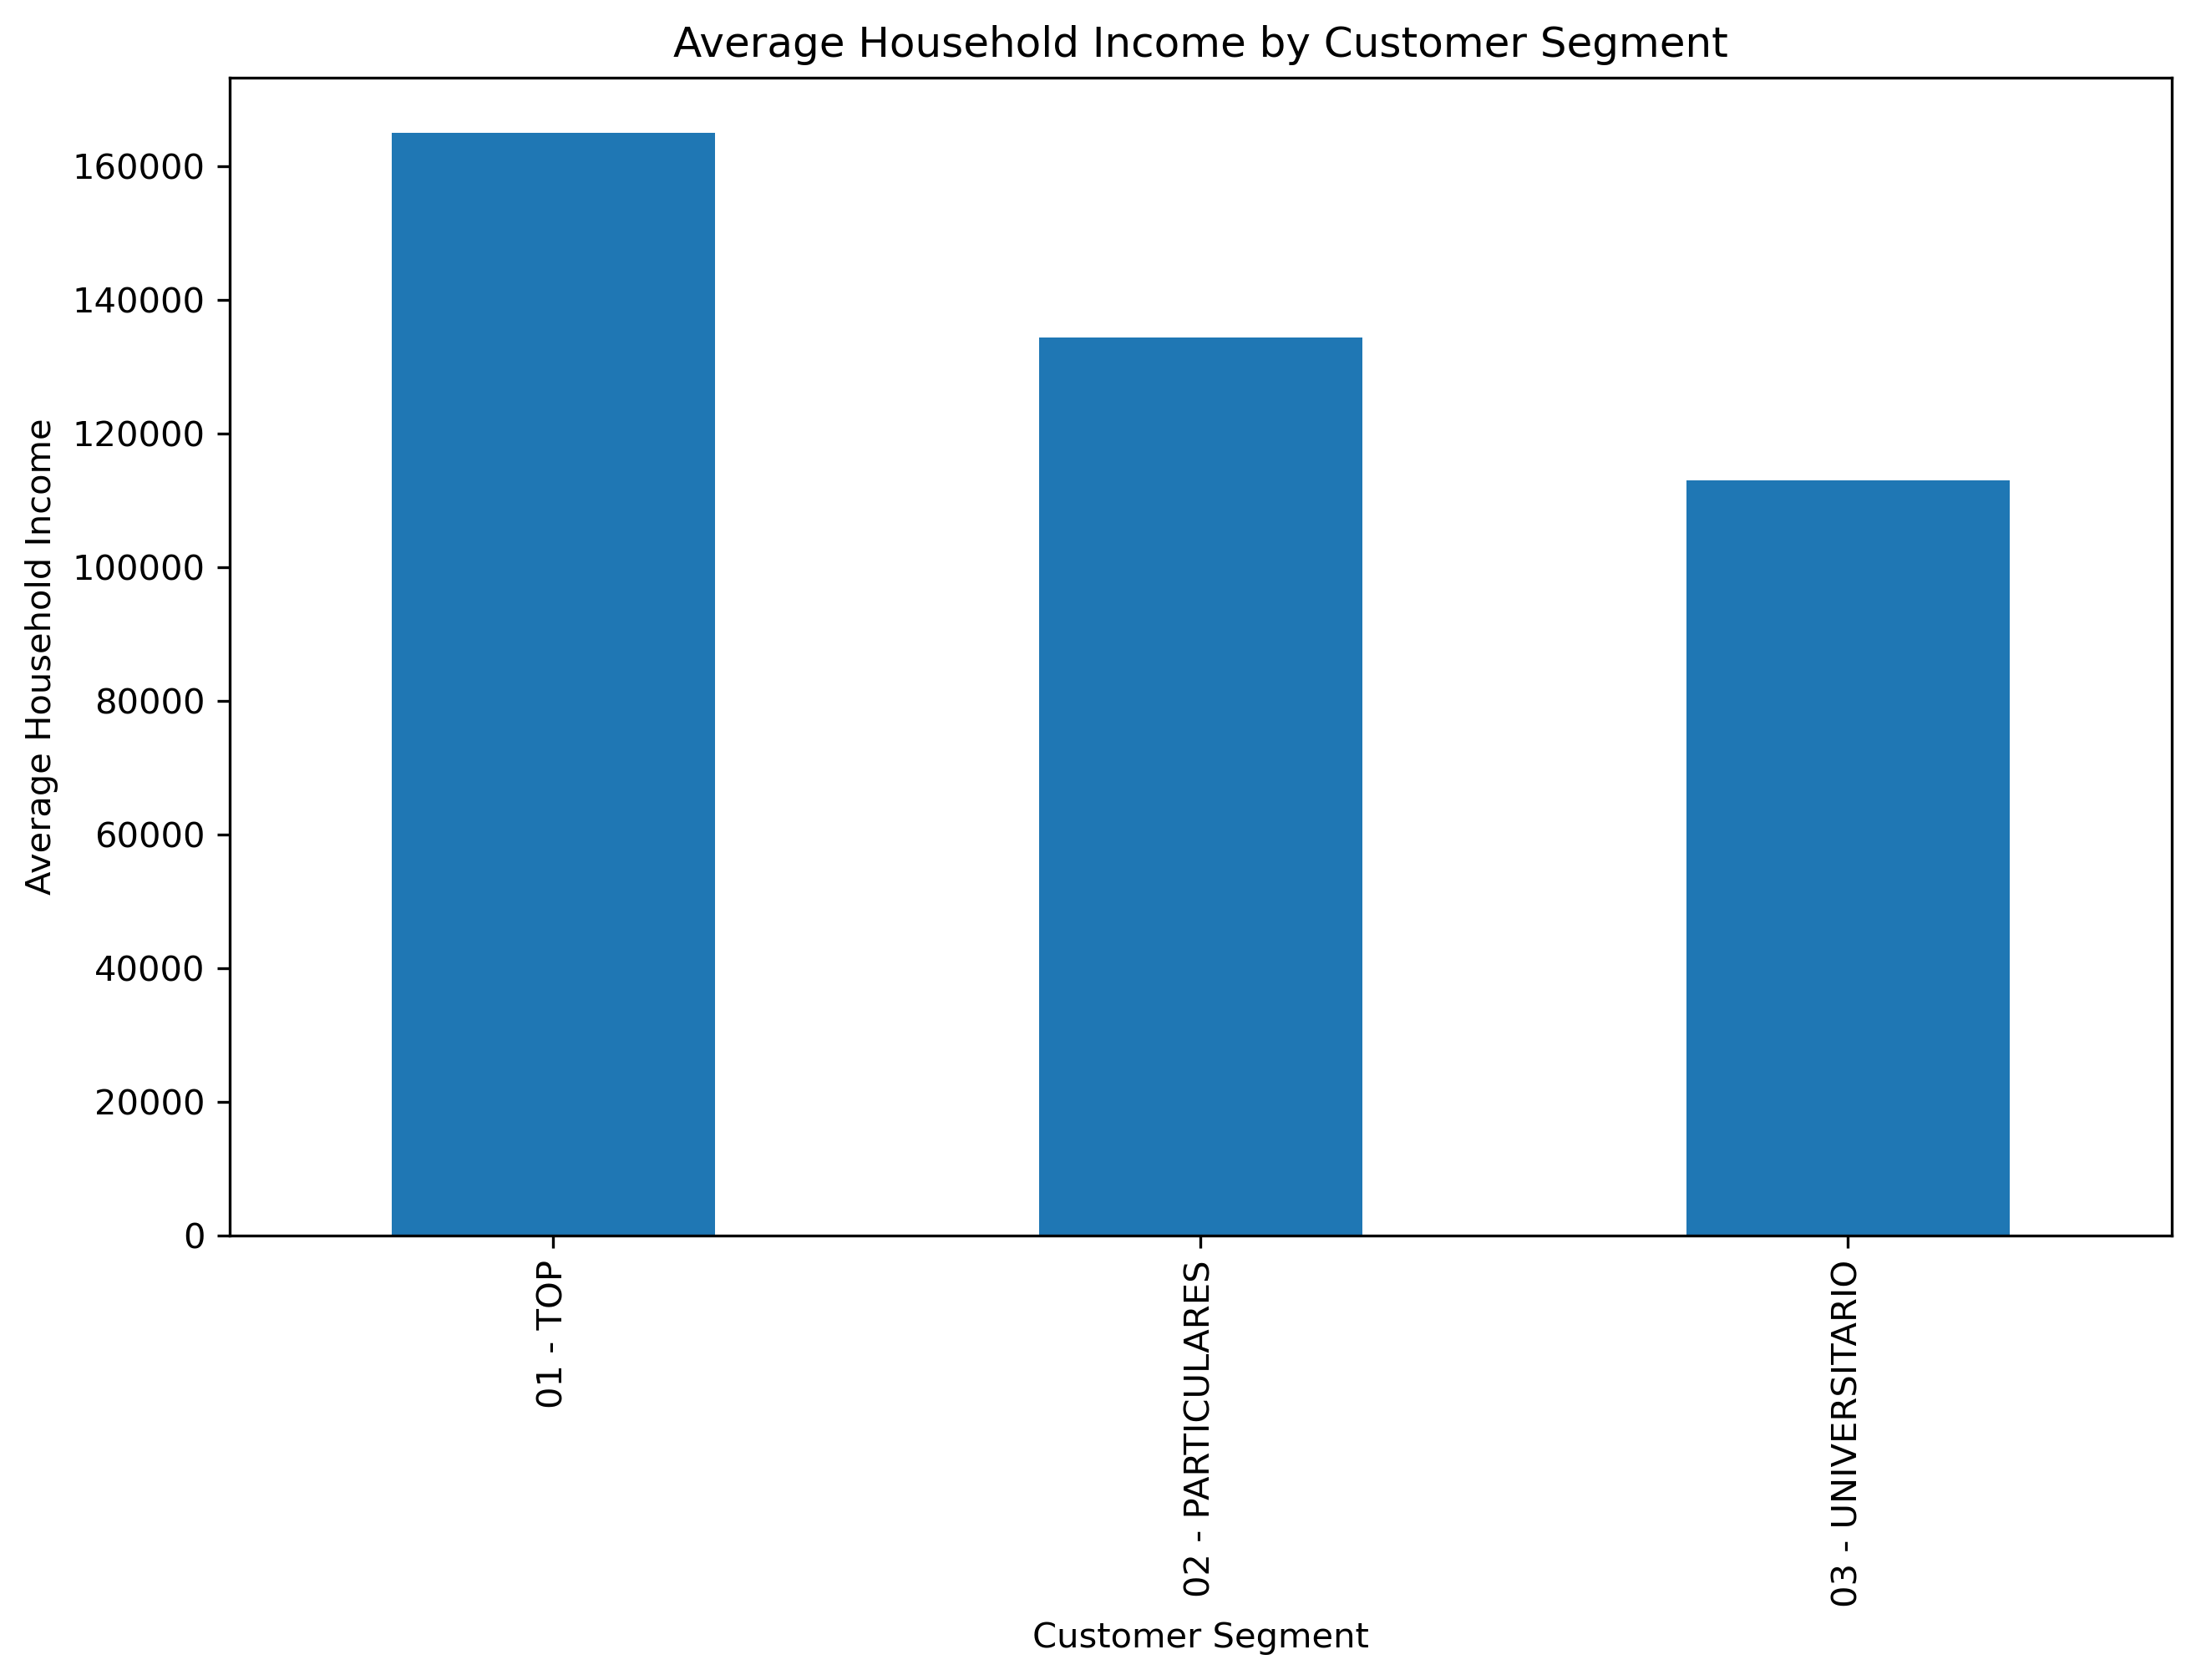 Average Household Income by Customer Segment
Average Household Income
160000
140000
120000
100000
80000
60000
40000
20000
0
01 - TOP
02 - PARTICULARES
03 - UNIVERSITARIO
Customer Segment